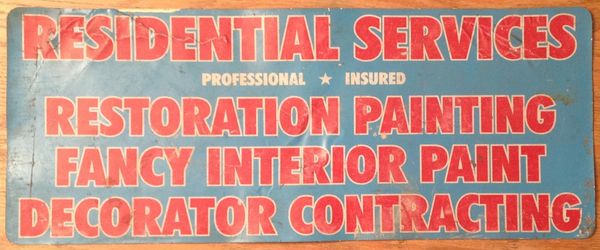 RESIDENTIAL SERVICES
PROFESSIONAL ★ INSURED
RESTORATION PAINTING
FANCY INTERIOR PAINT
DECORATOR CONTRACTING